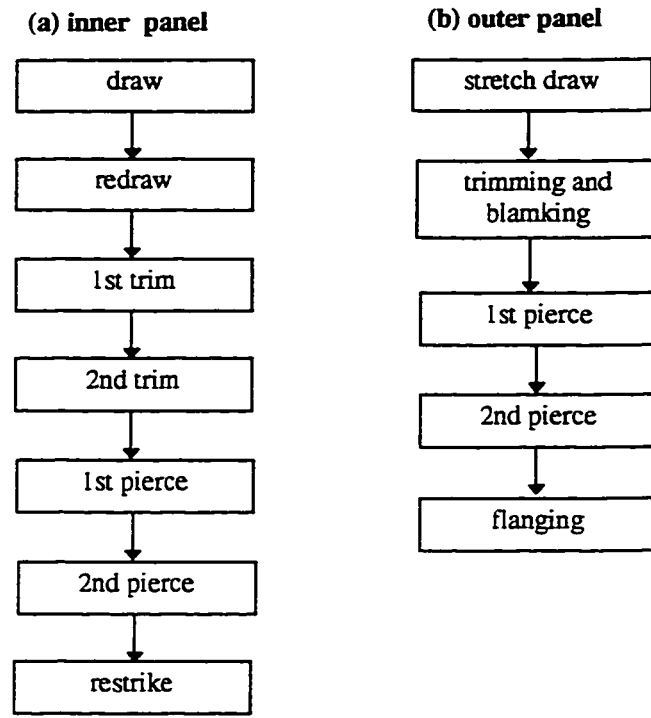 (a) inner panel
draw
redraw
1st trim
2nd trim
1st pierce
2nd pierce
restrike
(b) outer panel
stretch draw
trimming and
blamking
1st pierce
2nd pierce
flanging